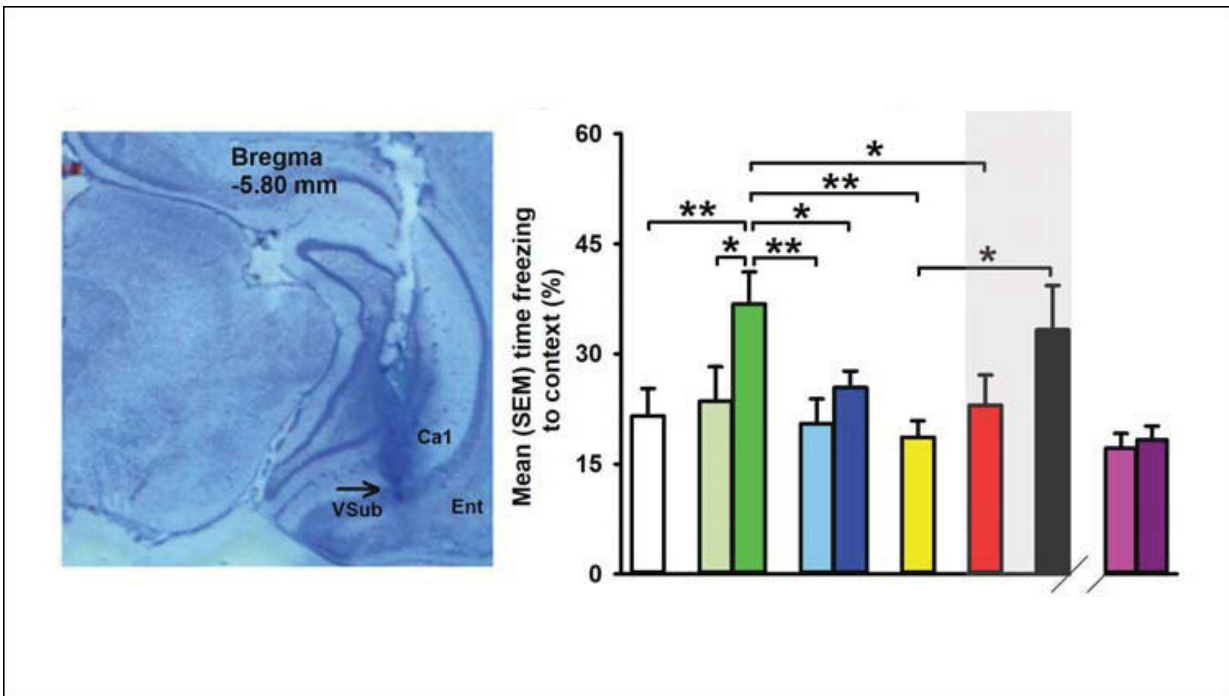 Bregma
-5.80 mm
Ca1
VSub
Ent
Mean (SEM) time freezing
to context (%)
60
45
30
15
0
*
**
** *
* **
*